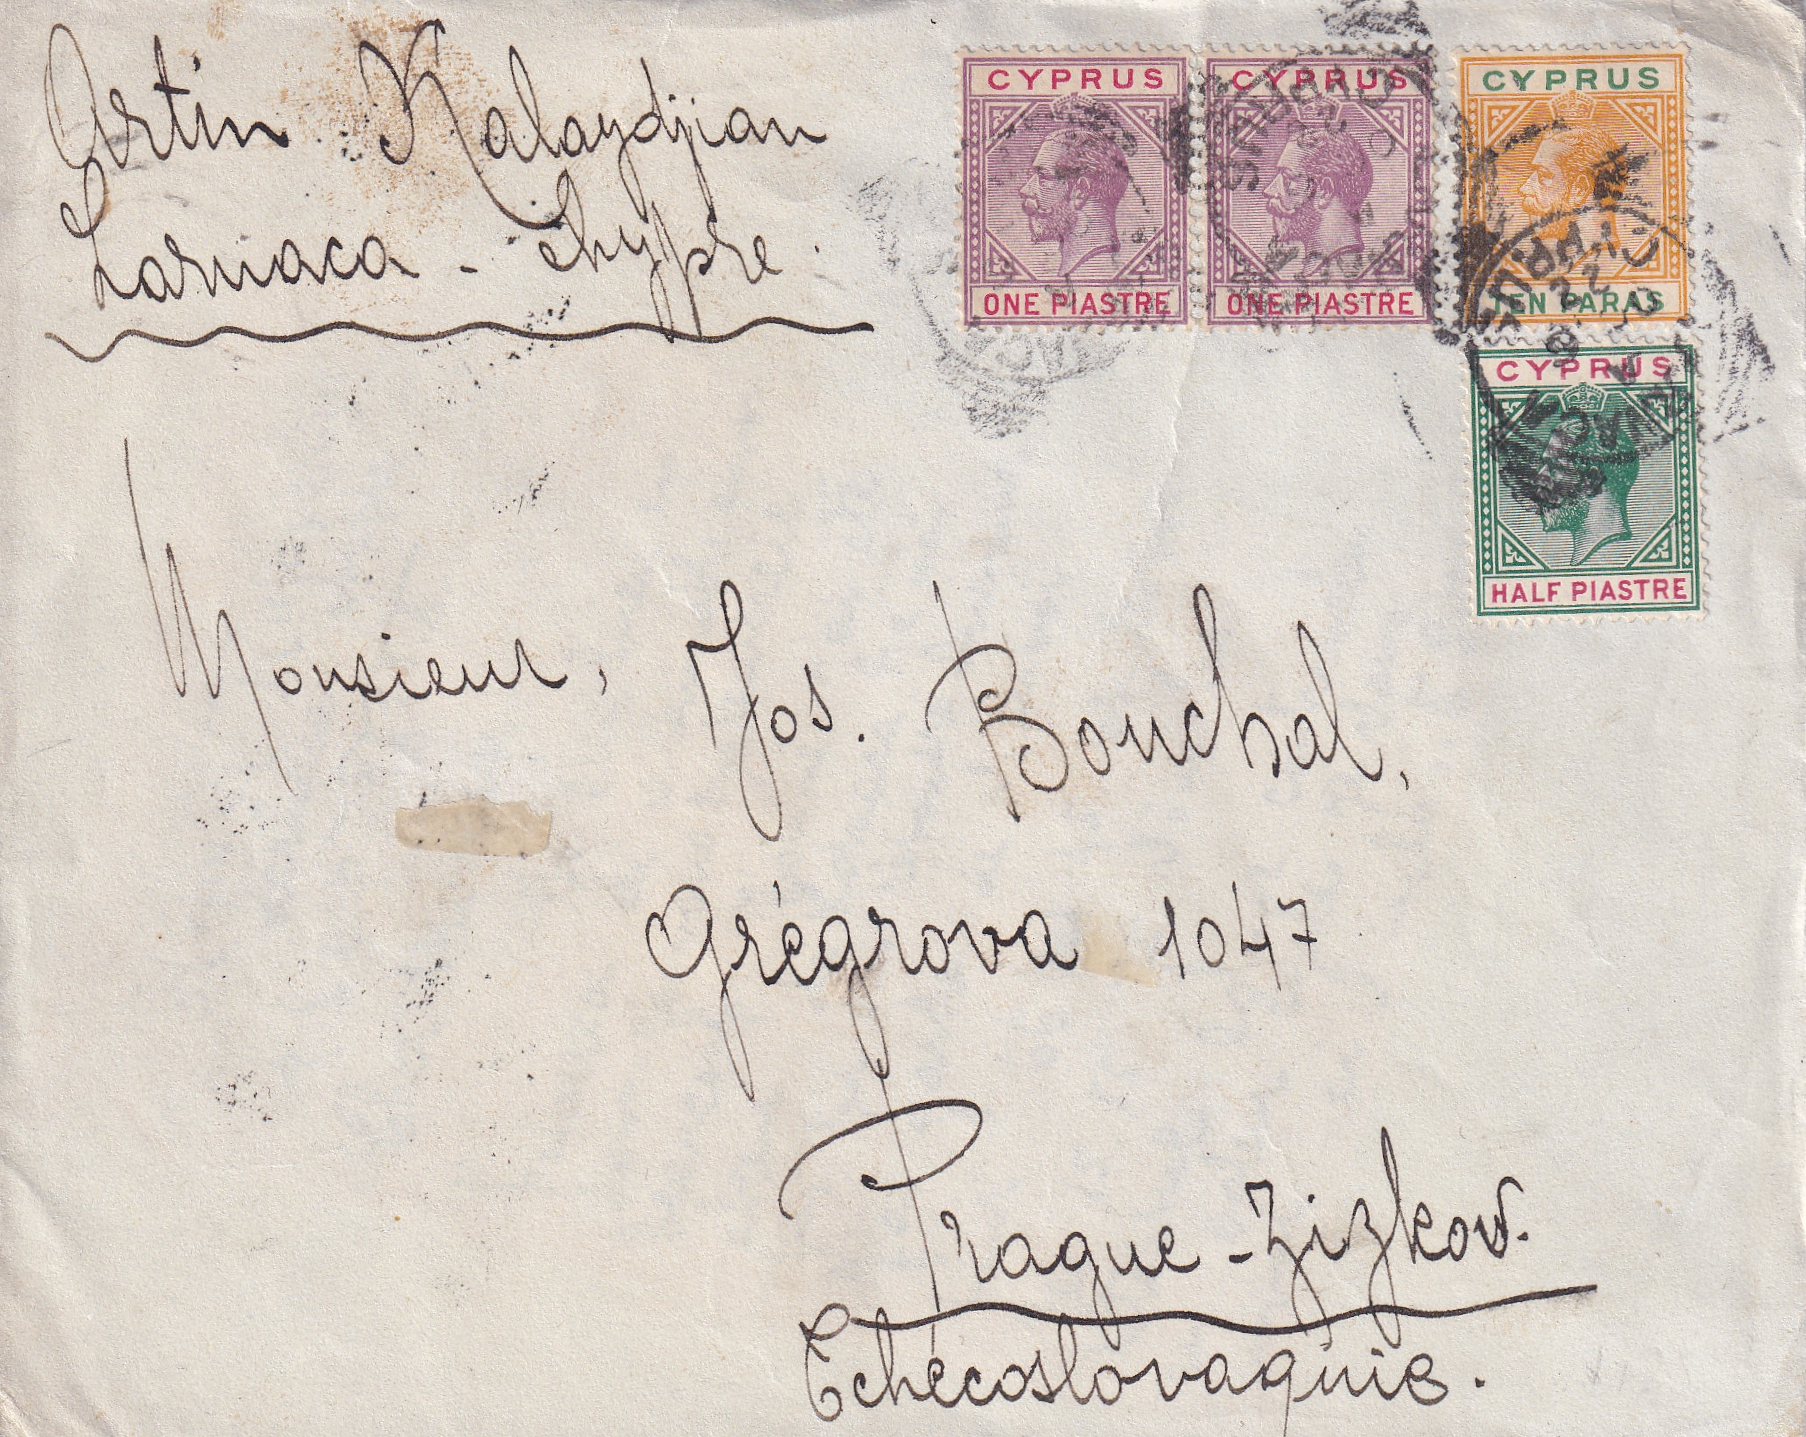 Artin Kalaydjian
Larnaca - Chypre.
CYPRUS
ONE PIASTRE
CYPRUS
ONE PIASTRE
CYPRUS
TEN PARAS
CYPRUS
HALF PIASTRE
Monsieur, Jos. Bouchal,
Grégrova 1047
Prague - Zizkov.
Tchécoslovaquie.